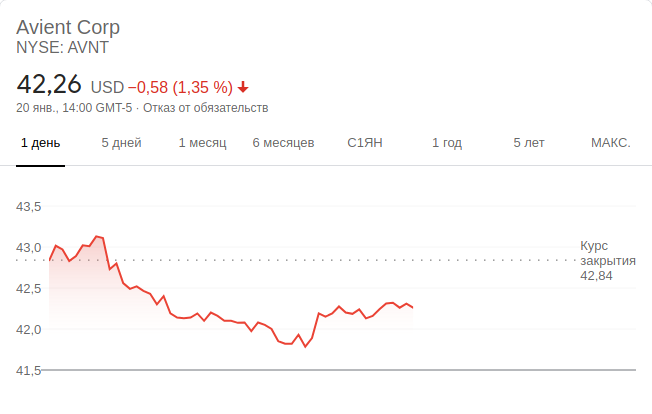 Avient Corp
NYSE: AVNT
42,26 USD −0,58 (1,35 %)
20 янв., 14:00 GMT-5 · Отказ от обязательств
1 день 5 дней 1 месяц 6 месяцев С1ЯН 1 год 5 лет МАКС.
43,5
43,0
42,5
42,0
41,5
Курс
закрытия
42,84